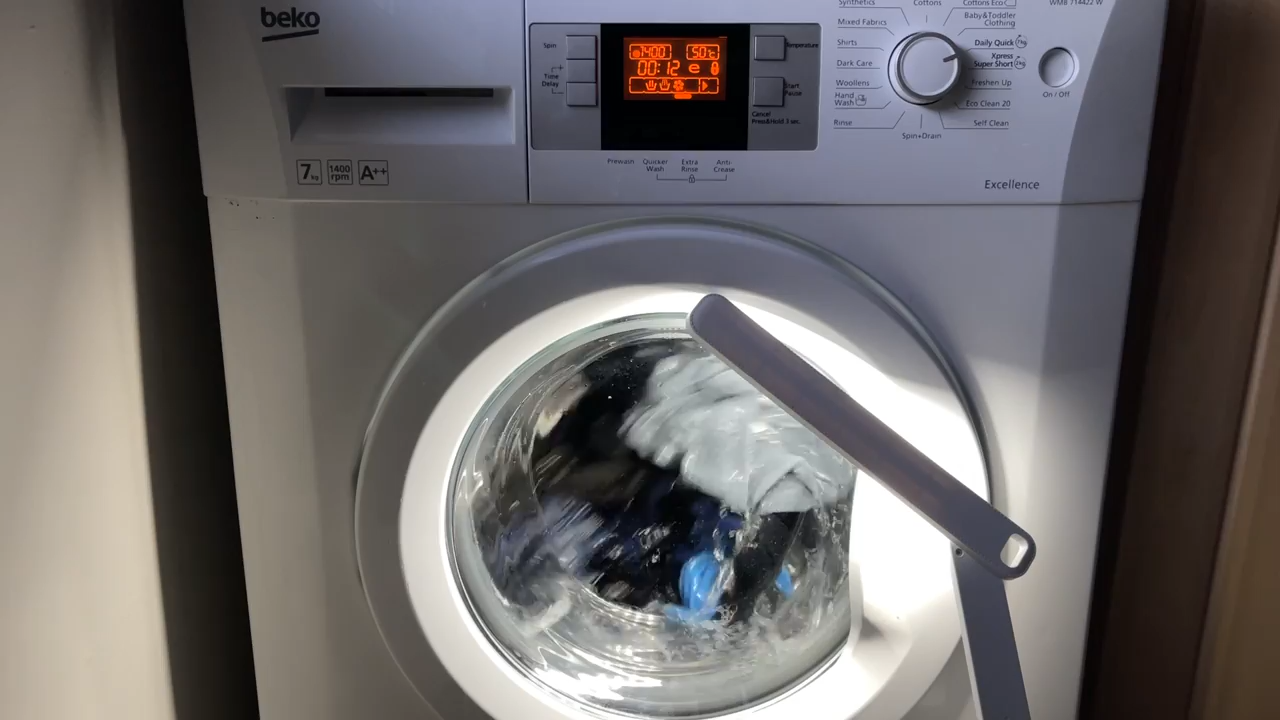 beko
7 kg
1400 rpm
A++
Spin
Time Delay
+
-
1400
50°c
00:12 e
Temperature
Start Pause
Cancel
Press&Hold 3 sec.
Prewash
Quicker Wash
Extra Rinse
Anti-Crease
Synthetics
Mixed Fabrics
Shirts
Dark Care
Woollens
Hand Wash
Rinse
Spin+Drain
Cottons
Cottons Eco
Baby&Toddler Clothing
Daily Quick
Xpress Super Short
Freshen Up
Eco Clean 20
Self Clean
WMB 714422 W
On / Off
Excellence